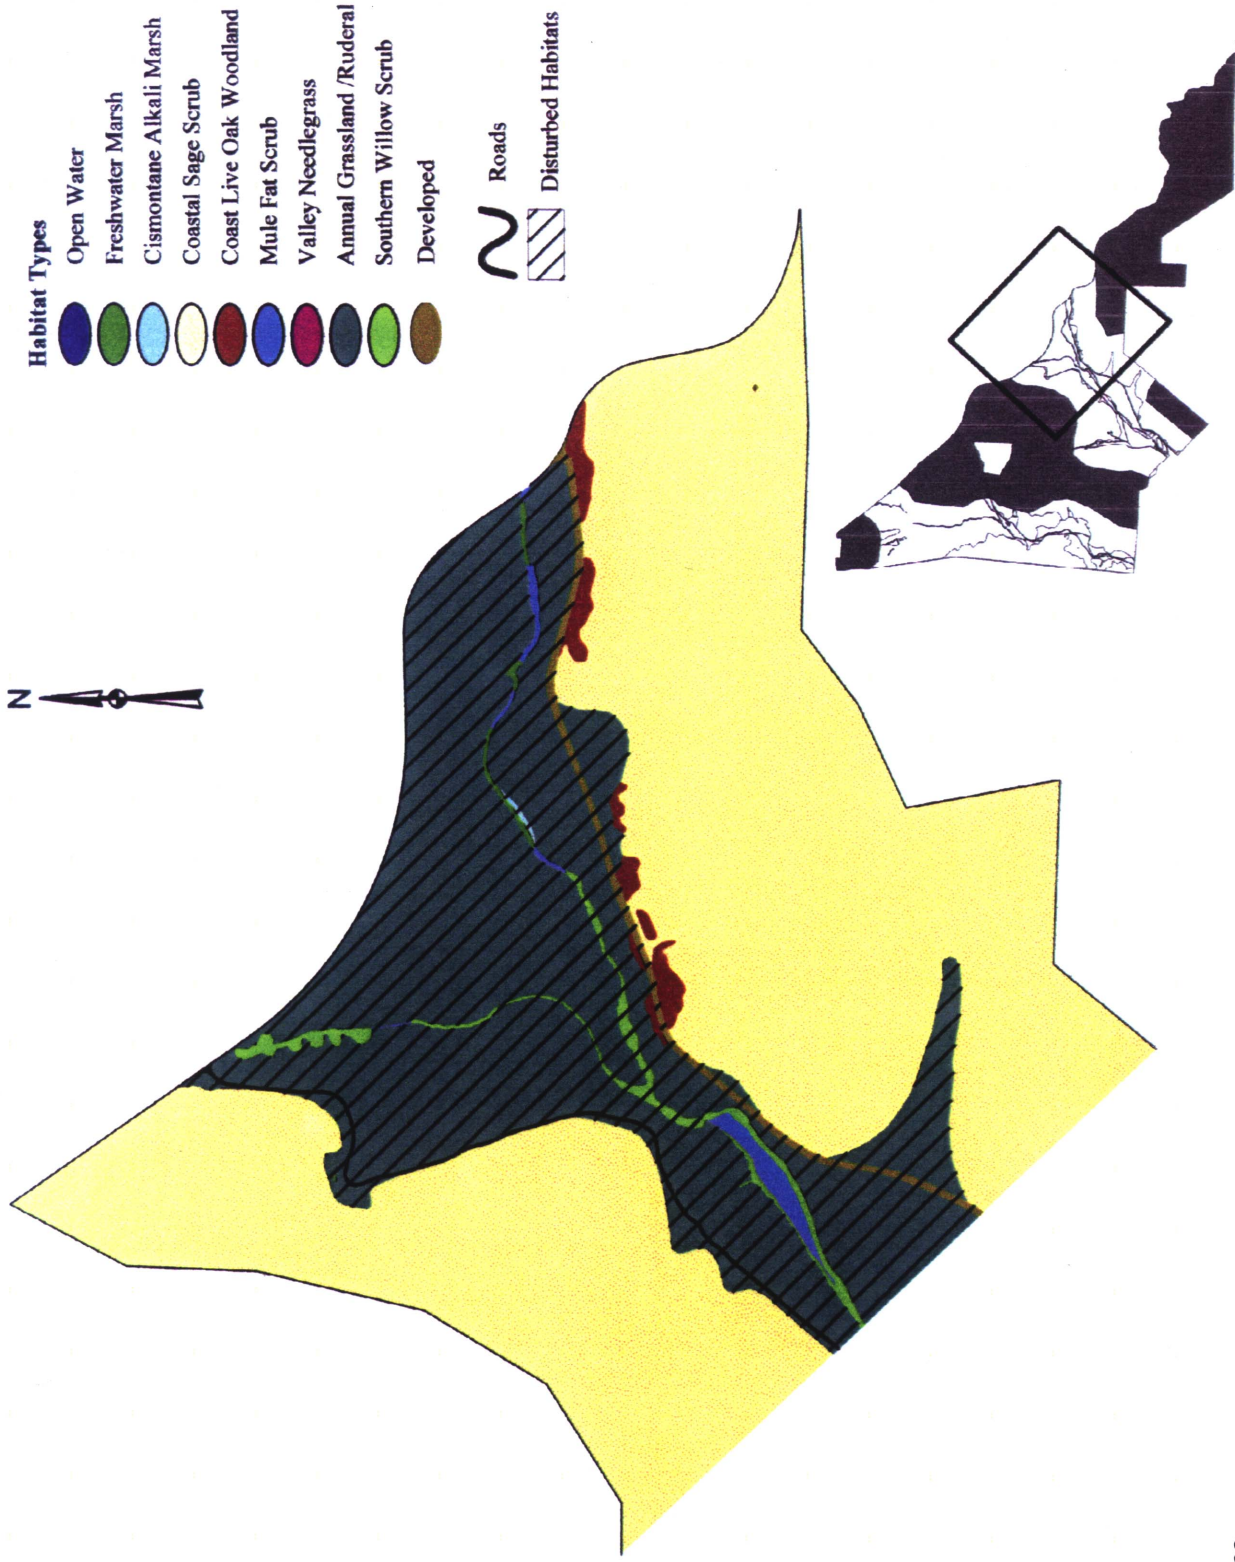 N
Habitat Types
Open Water
Freshwater Marsh
Cismontane Alkali Marsh
Coastal Sage Scrub
Coast Live Oak Woodland
Mule Fat Scrub
Valley Needlegrass
Annual Grassland /Ruderal
Southern Willow Scrub
Developed
Roads
Disturbed Habitats